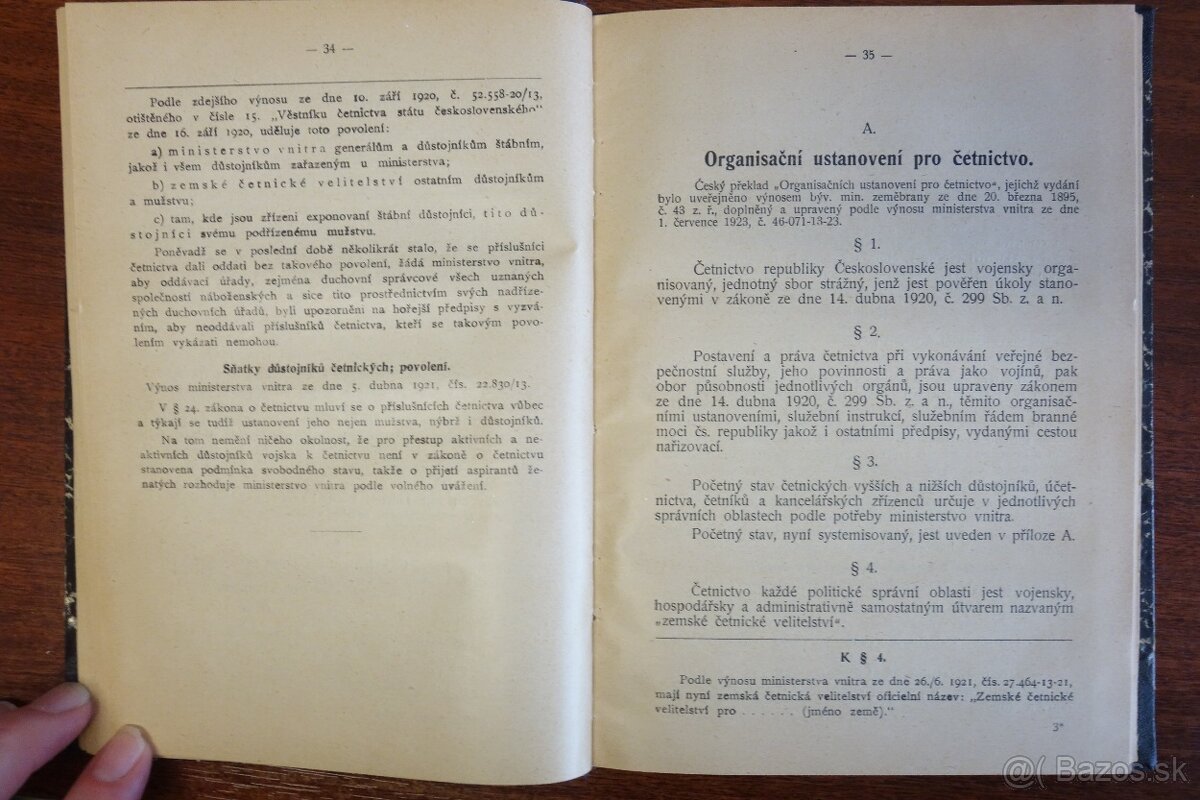 — 34 —
Podle zdejšího výnosu ze dne 10. září 1920, č. 52.558-20/13,
otištěného v čísle 15. „Věstníku četnictva státu československého"
ze dne 16. září 1920, uděluje toto povolení:
a) ministerstvo vnitra generálům a důstojníkům štábním,
jakož i všem důstojníkům zařazeným u ministerstva;
b) zemské četnické velitelství ostatním důstojníkům
a mužstvu;
c) tam, kde jsou zřízeni exponovaní štábní důstojníci, tito dů-
stojníci svému podřízenému mužstvu.
Poněvadž se v poslední době několikrát stalo, že se příslušníci
četnictva dali oddati bez takového povolení, žádá ministerstvo vnitra,
aby oddávací úřady, zejména duchovní správcové všech uznaných
společností náboženských a sice tito prostřednictvím svých nadříze-
ných duchovních úřadů, byli upozorněni na hořejší předpisy s vyzvá-
ním, aby neoddávali příslušníků četnictva, kteří se takovým povo-
lením vykázati nemohou.
Sňatky důstojníků četnických; povolení.
Výnos ministerstva vnitra ze dne 5. dubna 1921, čís. 22.830/13.
V § 24. zákona o četnictvu mluví se o příslušnících četnictva vůbec
a týkají se tudíž ustanovení jeho nejen mužstva, nýbrž i důstojníků.
Na tom nemění ničeho okolnost, že pro přestup aktivních a ne-
aktivních důstojníků vojska k četnictvu není v zákoně o četnictvu
stanovena podmínka svobodného stavu, takže o přijetí aspirantů že-
natých rozhoduje ministerstvo vnitra podle volného uvážení.
— 35 —
A.
Organisační ustanovení pro četnictvo.
Český překlad „Organisačních ustanovení pro četnictvo", jejichž vydání
bylo uveřejněno výnosem býv. min. zeměbrany ze dne 20. března 1895,
č. 43 z. ř., doplněný a upravený podle výnosu ministerstva vnitra ze dne
1. července 1923, č. 46-071-13-23.
§ 1.
Četnictvo republiky Československé jest vojensky orga-
nisovaný, jednotný sbor strážný, jenž jest pověřen úkoly stano-
venými v zákoně ze dne 14. dubna 1920, č. 299 Sb. z. a n.
§ 2.
Postavení a práva četnictva při vykonávání veřejné bez-
pečnostní služby, jeho povinnosti a práva jako vojínů, pak
obor působnosti jednotlivých orgánů, jsou upraveny zákonem
ze dne 14. dubna 1920, č. 299 Sb. z. a n., těmito organisač-
ními ustanoveními, služební instrukcí, služebním řádem branné
moci čs. republiky jakož i ostatními předpisy, vydanými cestou
nařizovací.
§ 3.
Početný stav četnických vyšších a nižších důstojníků, účet-
nictva, četníků a kancelářských zřízenců určuje v jednotlivých
správních oblastech podle potřeby ministerstvo vnitra.
Početný stav, nyní systemisovaný, jest uveden v příloze A.
§ 4.
Četnictvo každé politické správní oblasti jest vojensky,
hospodářsky a administrativně samostatným útvarem nazvaným
„zemské četnické velitelství".
K § 4.
Podle výnosu ministerstva vnitra ze dne 26./6. 1921, čís. 27.464-13-21,
mají nyní zemská četnická velitelství oficielní název: „Zemské četnické
velitelství pro . . . . . . (jméno země)."
3*
@( Bazos.sk